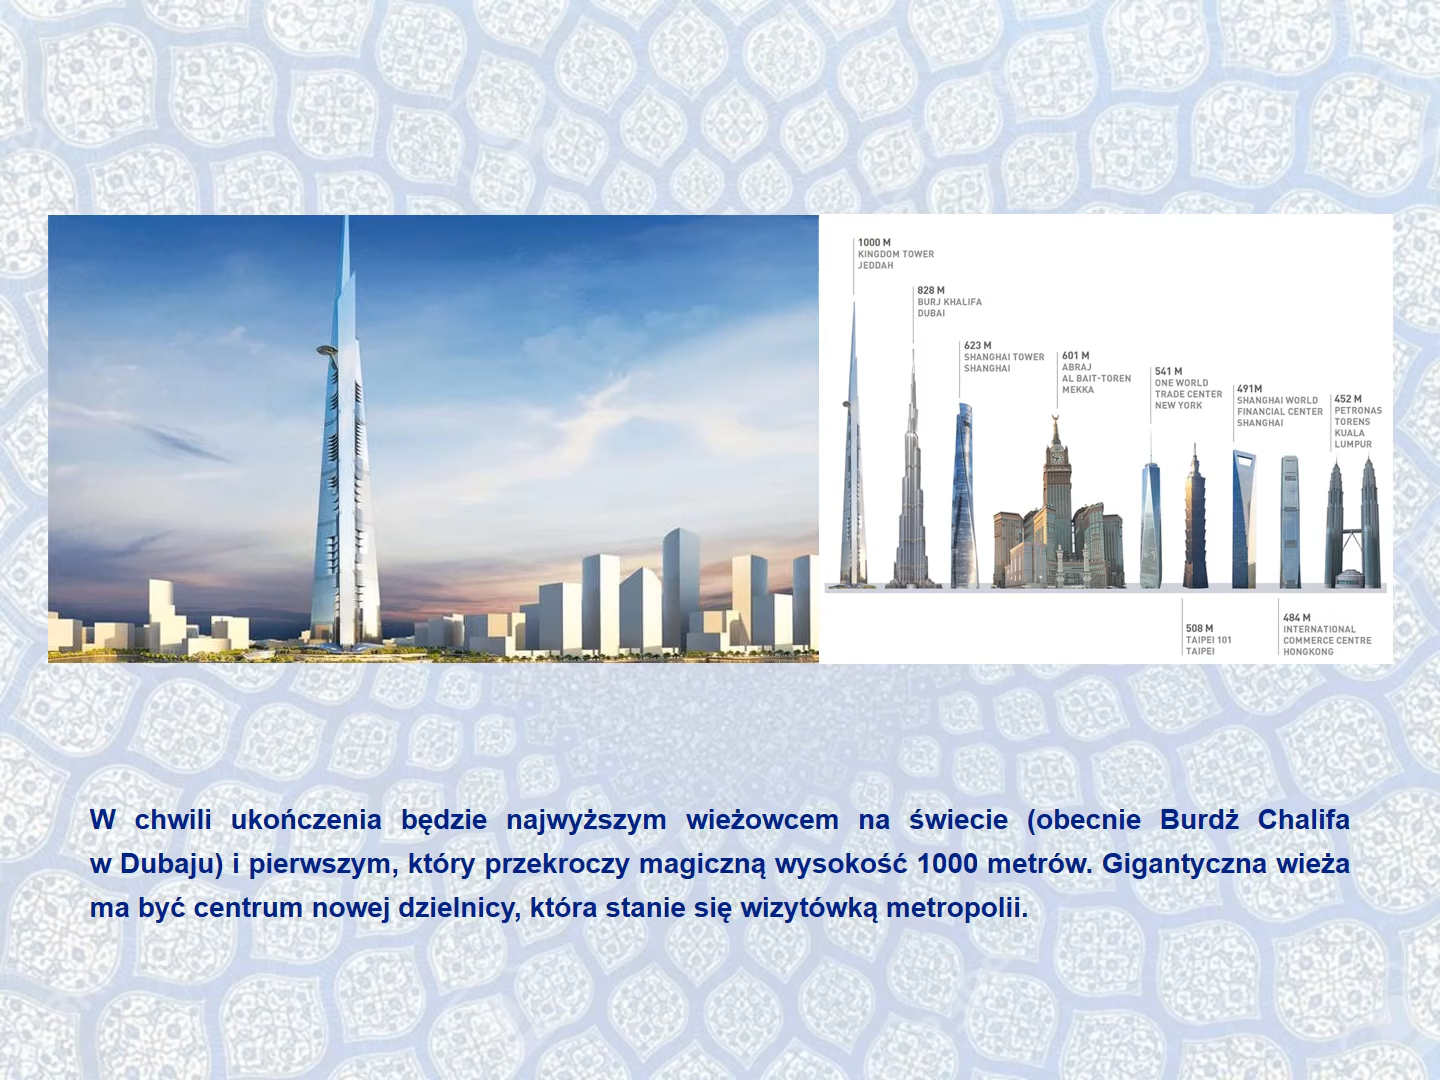 1000 M
KINGDOM TOWER
JEDDAH
828 M
BURJ KHALIFA
DUBAI
623 M
SHANGHAI TOWER
SHANGHAI
601 M
ABRAJ
AL BAIT-TOREN
MEKKA
541 M
ONE WORLD
TRADE CENTER
NEW YORK
491M
SHANGHAI WORLD
FINANCIAL CENTER
SHANGHAI
452 M
PETRONAS
TORENS
KUALA
LUMPUR
508 M
TAIPEI 101
TAIPEI
484 M
INTERNATIONAL
COMMERCE CENTRE
HONGKONG
W chwili ukończenia będzie najwyższym wieżowcem na świecie (obecnie Burdż Chalifa
w Dubaju) i pierwszym, który przekroczy magiczną wysokość 1000 metrów. Gigantyczna wieża
ma być centrum nowej dzielnicy, która stanie się wizytówką metropolii.